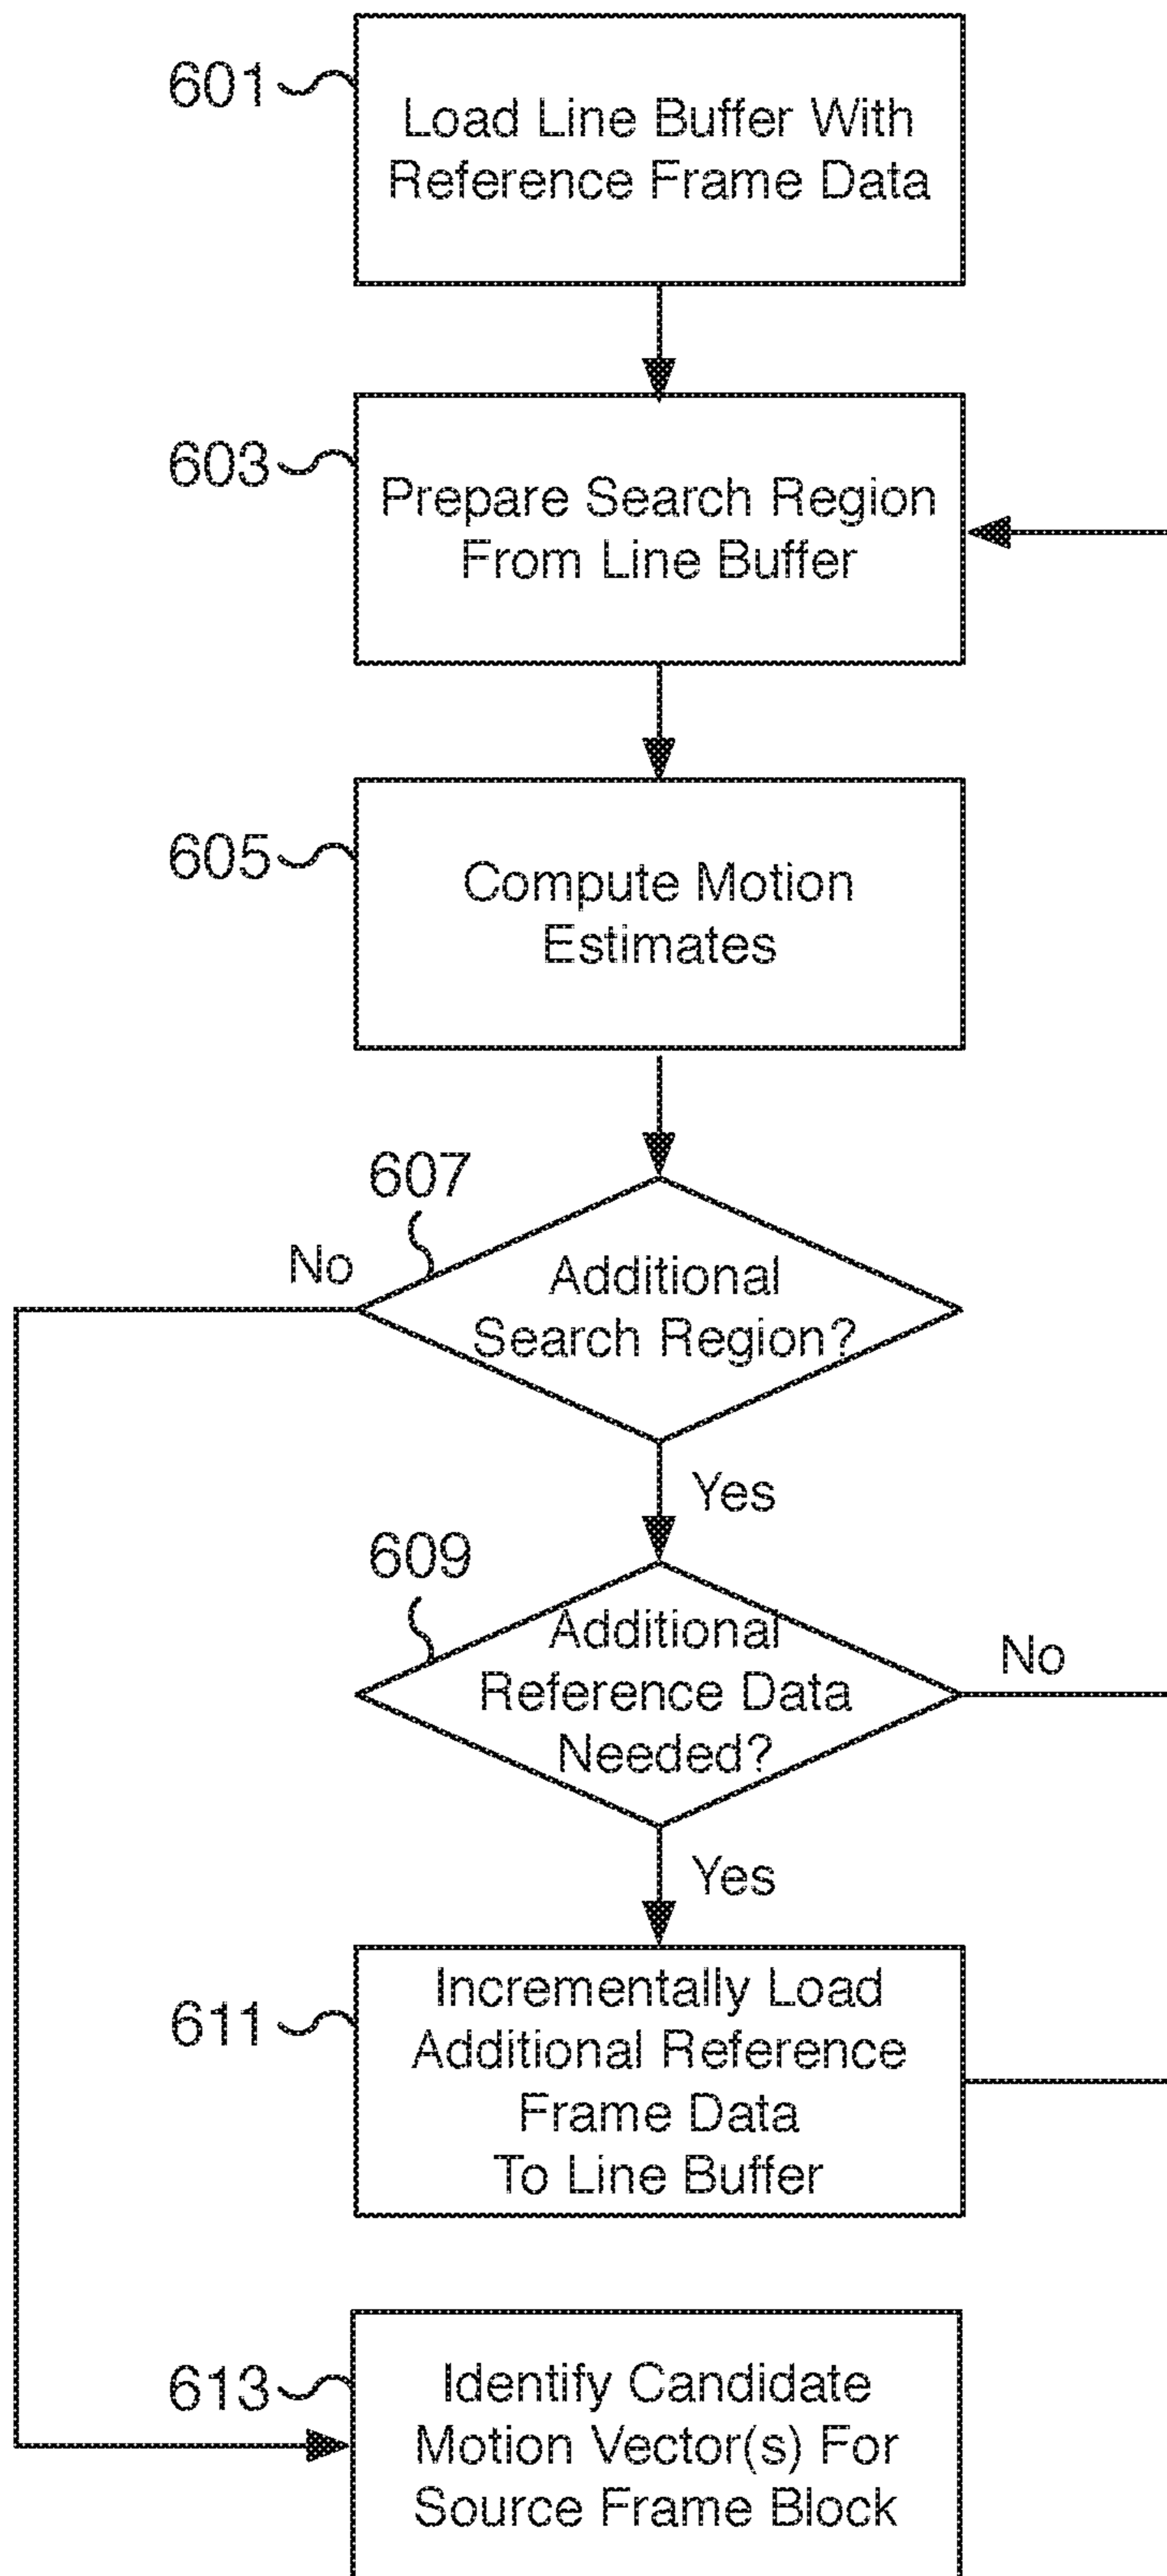 601
Load Line Buffer With
Reference Frame Data
603
Prepare Search Region
From Line Buffer
605
Compute Motion
Estimates
607
No
Additional
Search Region?
Yes
609
Additional
Reference Data
Needed?
No
Yes
611
Incrementally Load
Additional Reference
Frame Data
To Line Buffer
613
Identify Candidate
Motion Vector(s) For
Source Frame Block